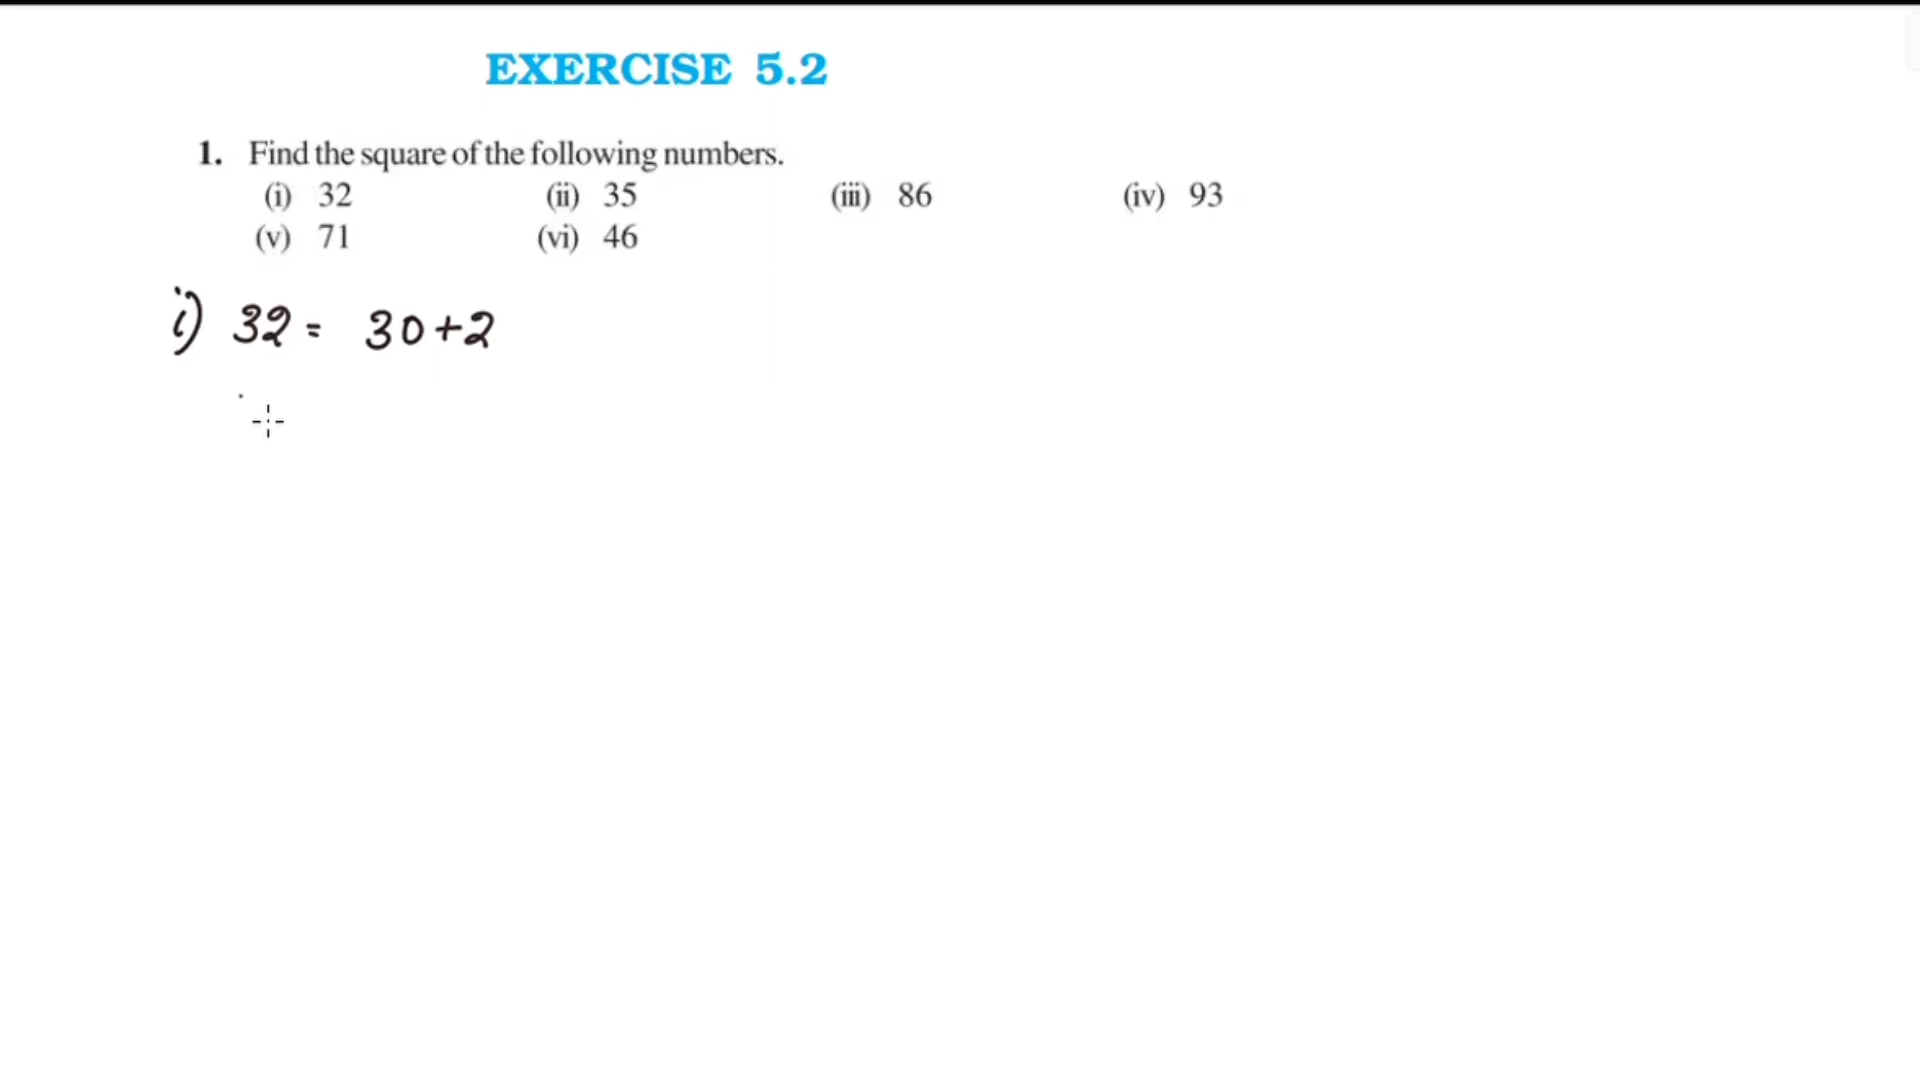 EXERCISE 5.2
1. Find the square of the following numbers.
(i) 32 (ii) 35 (iii) 86 (iv) 93
(v) 71 (vi) 46
i) 32 = 30+2